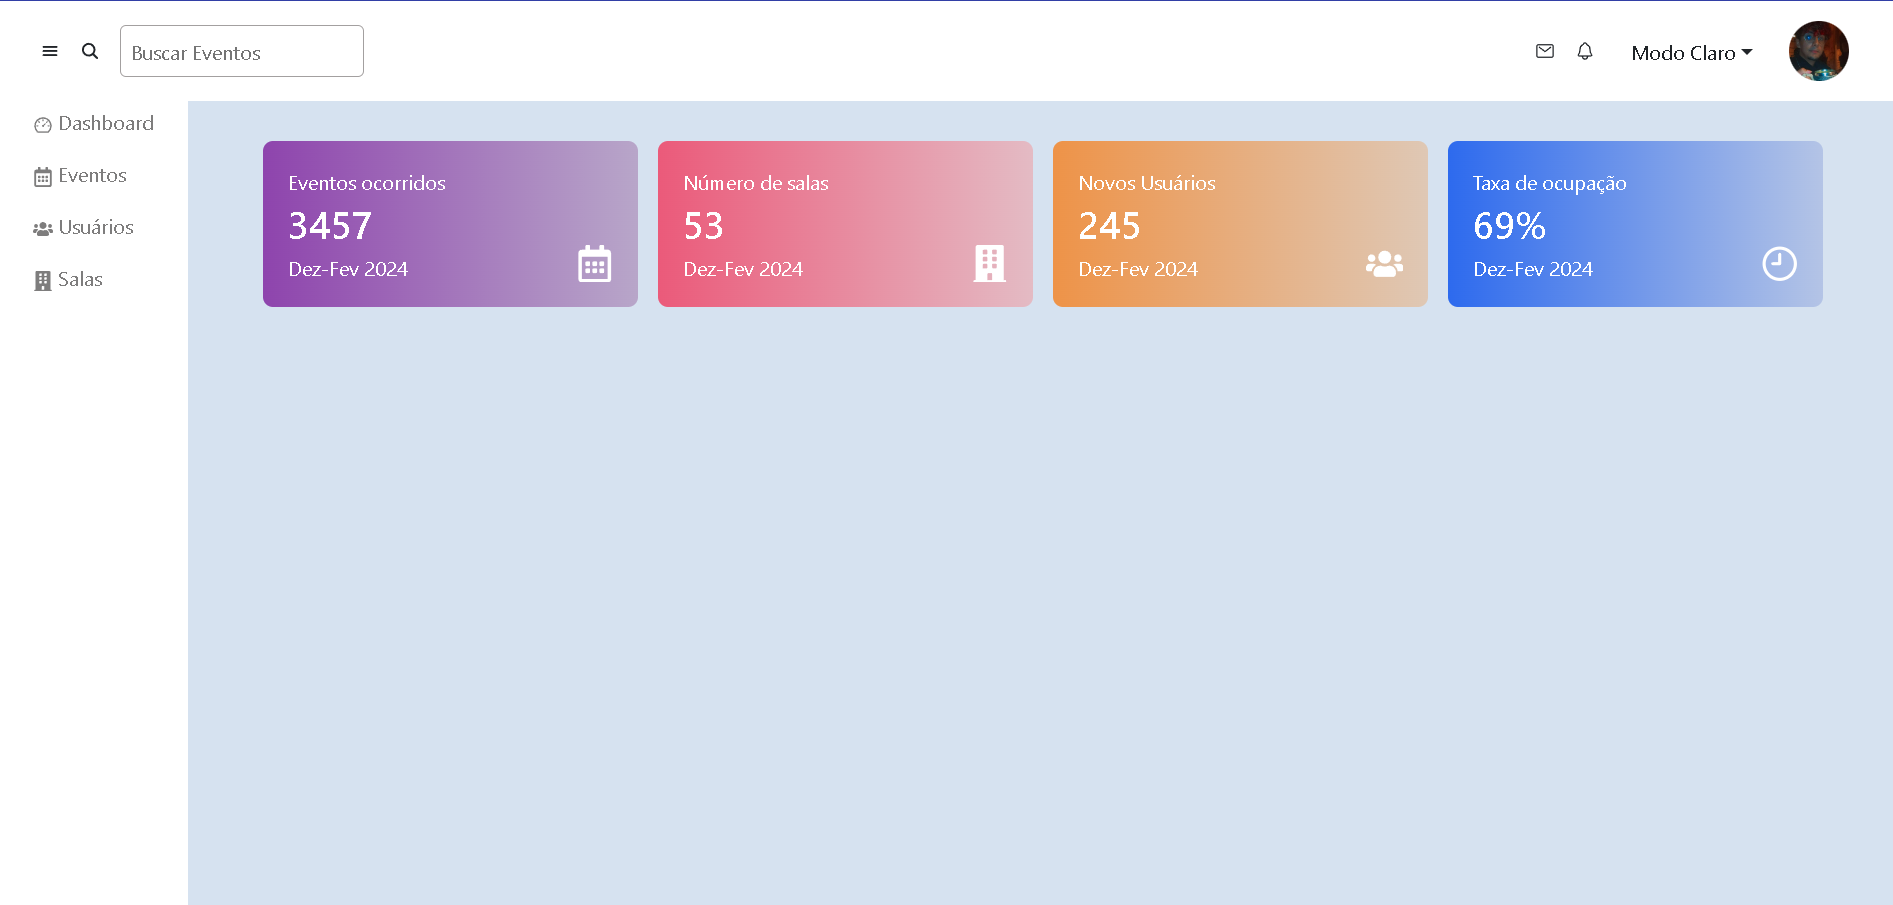 Buscar Eventos
Modo Claro
Dashboard
Eventos
Usuários
Salas
Eventos ocorridos
3457
Dez-Fev 2024
Número de salas
53
Dez-Fev 2024
Novos Usuários
245
Dez-Fev 2024
Taxa de ocupação
69%
Dez-Fev 2024